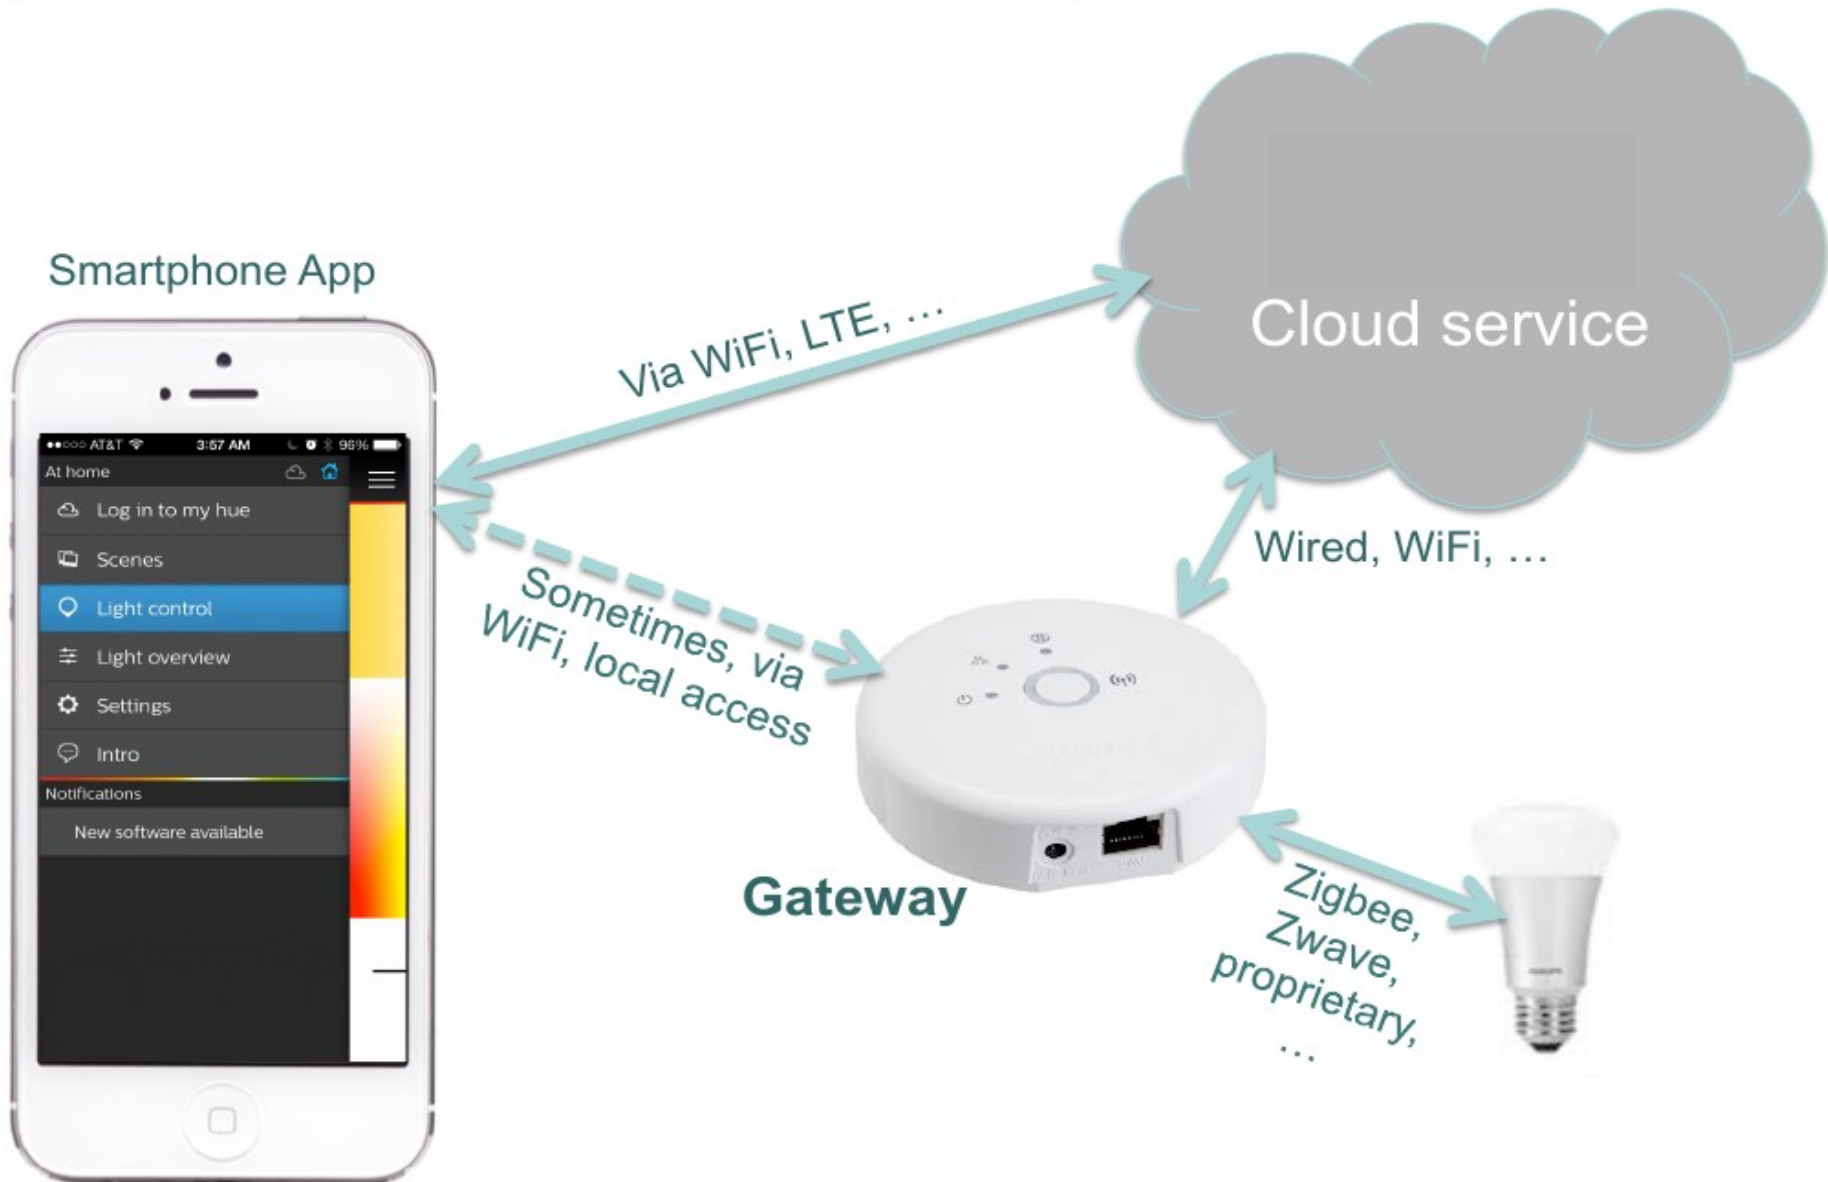 Smartphone App
AT&T
3:57 AM
96%
At home
Log in to my hue
Scenes
Light control
Light overview
Settings
Intro
Notifications
New software available
Via WiFi, LTE, …
Cloud service
Sometimes, via
WiFi, local access
Wired, WiFi, …
Gateway
Zigbee,
Zwave,
proprietary,
…